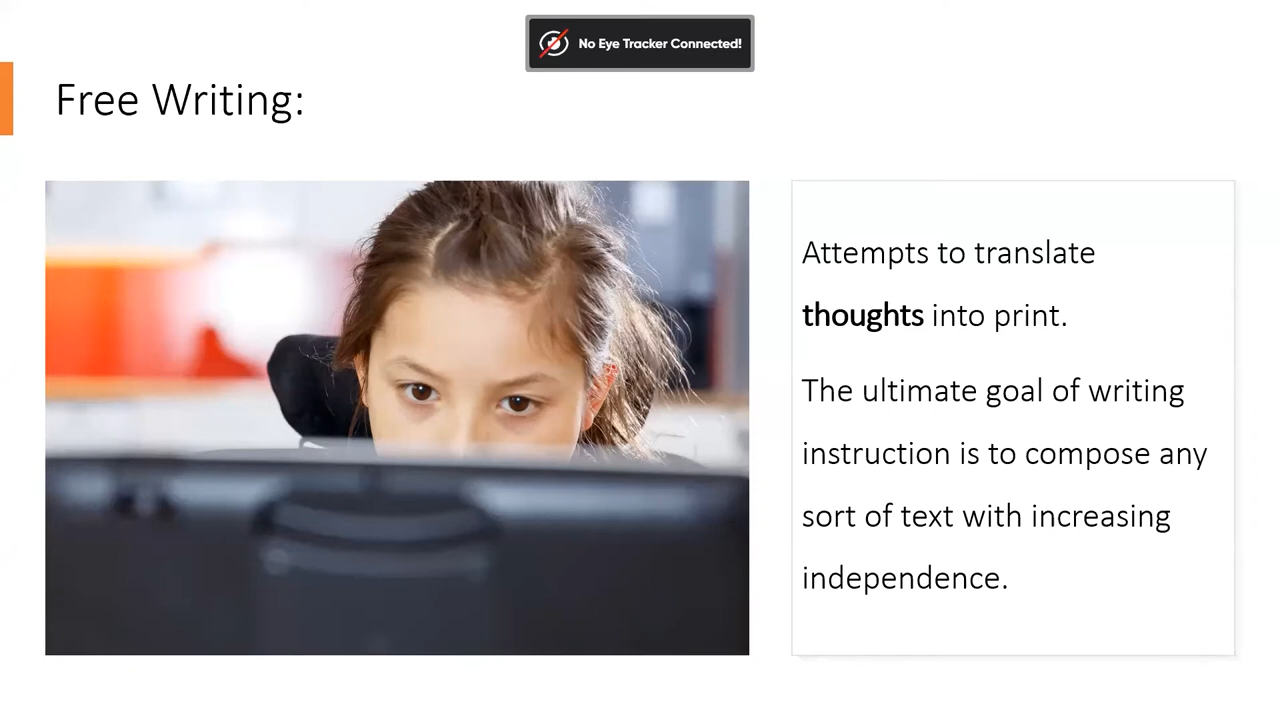 No Eye Tracker Connected!
Free Writing:
Attempts to translate
thoughts into print.
The ultimate goal of writing
instruction is to compose any
sort of text with increasing
independence.